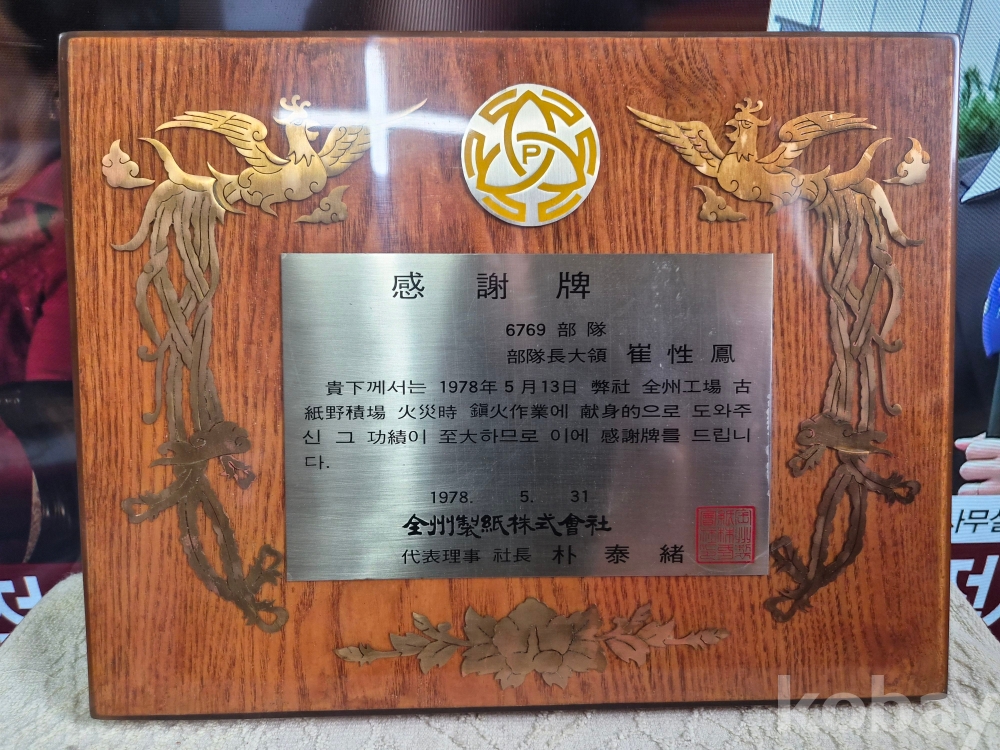 P
感謝牌
6769 部隊
部隊長大領 崔性鳳
貴下께서는 1978年 5月13日 弊社 全州工場 古
紙野積場 火災時 鎭火作業에 献身的으로 도와주
신 그 功績이 至大하므로 이에 感謝牌를 드립니
다.
1978. 5. 31
全州製紙株式會社
代表理事 社長 朴泰緖
사무실
kobay